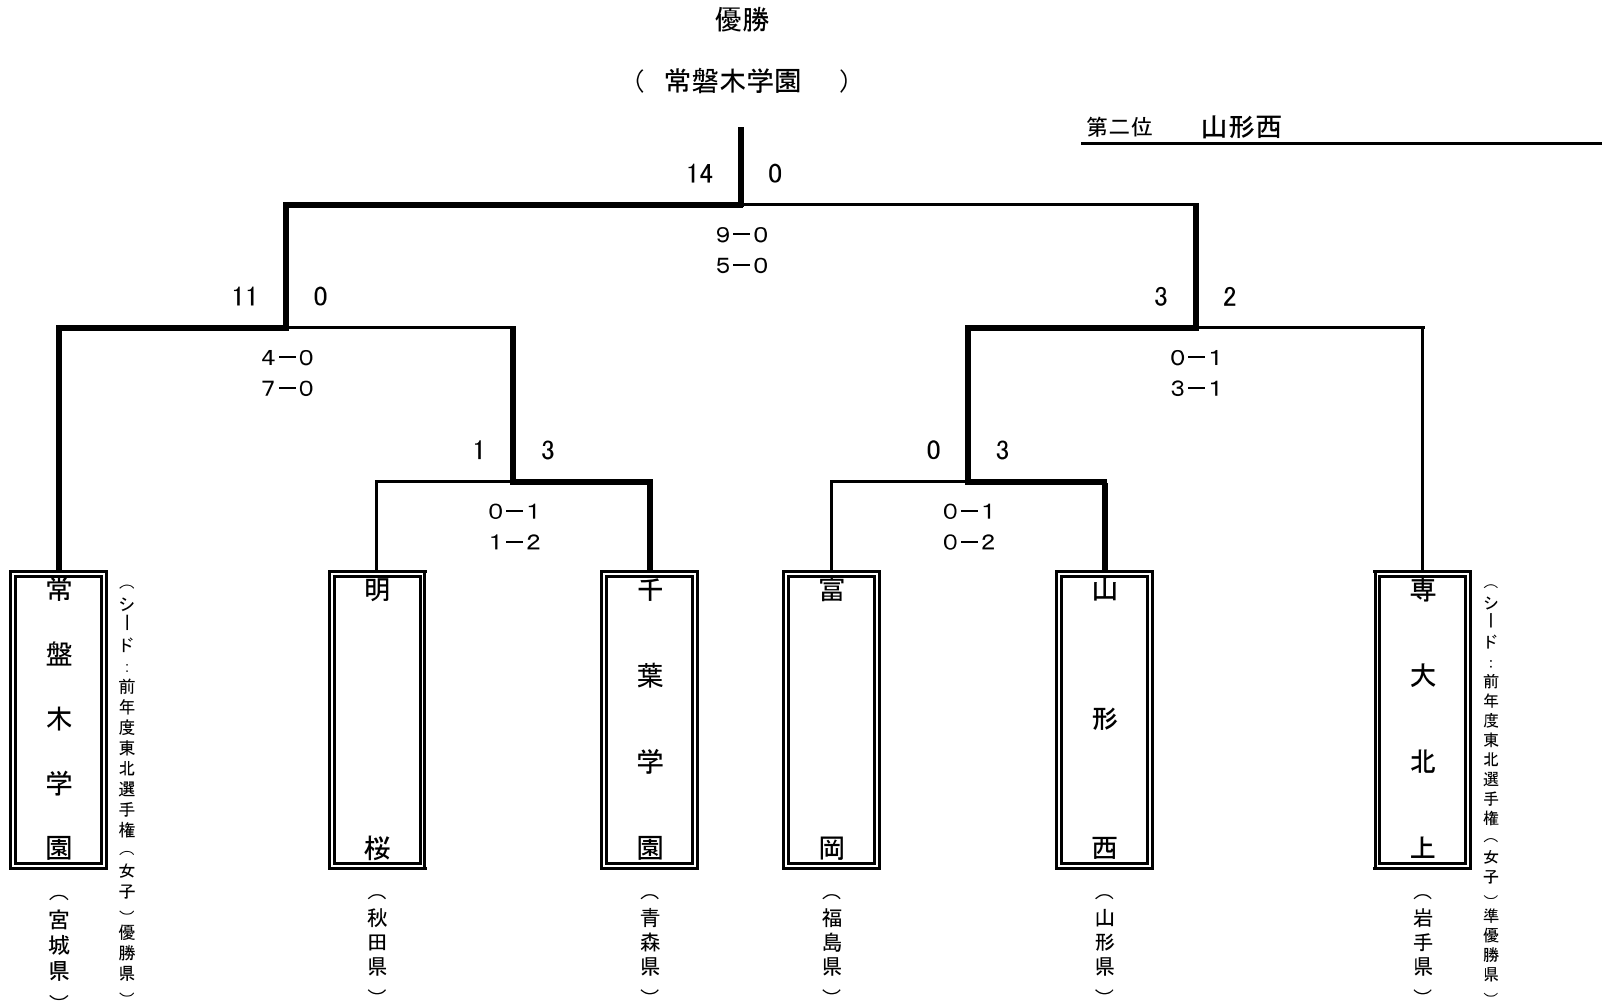 優勝
（　常磐木学園　）
第二位　山形西
14　0
9－0
5－0
11　0
3　2
4－0
7－0
0－1
3－1
1　3
0　3
0－1
1－2
0－1
0－2
常盤木学園
（シード：前年度東北選手権（女子）優勝県）
明桜
千葉学園
富岡
山形西
専大北上
（シード：前年度東北選手権（女子）準優勝県）
（宮城県）
（秋田県）
（青森県）
（福島県）
（山形県）
（岩手県）